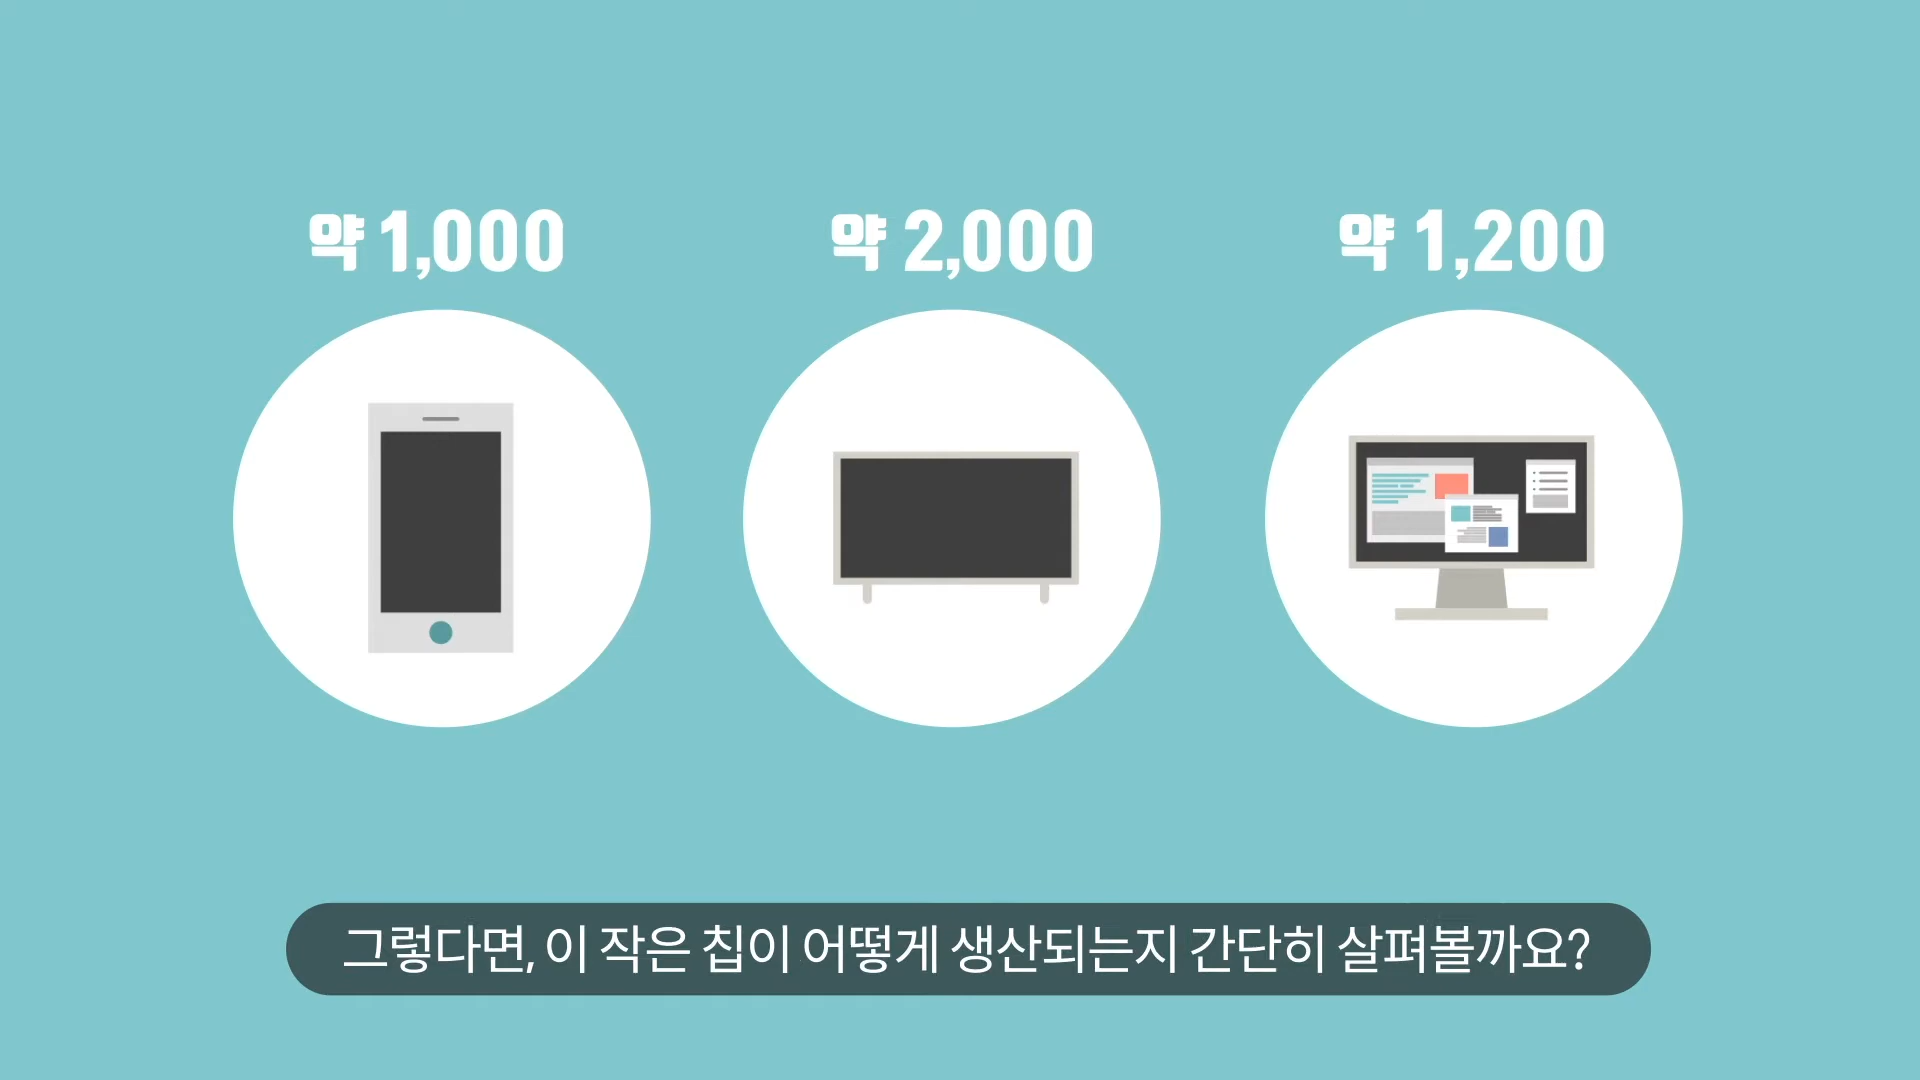 약 1,000
약 2,000
약 1,200
그렇다면, 이 작은 칩이 어떻게 생산되는지 간단히 살펴볼까요?